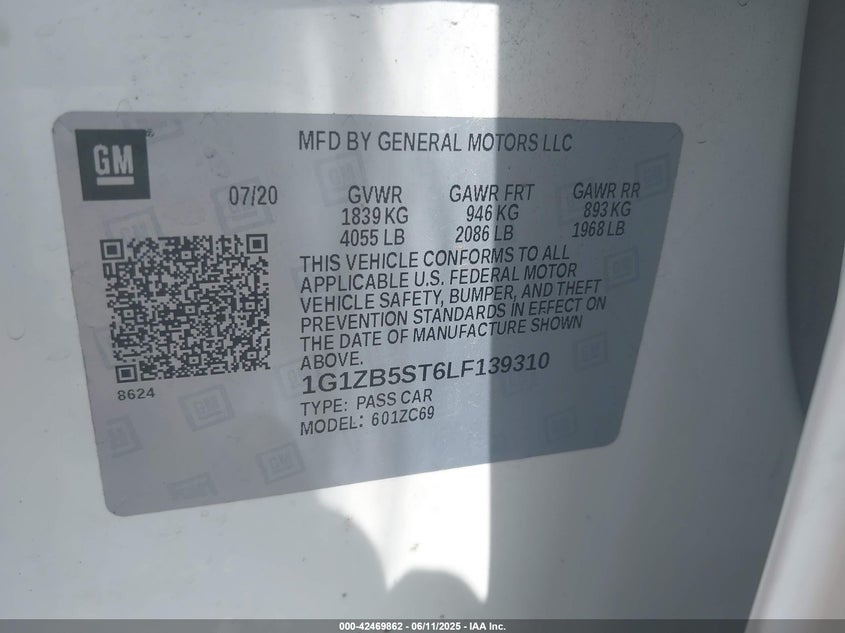 GM
MFD BY GENERAL MOTORS LLC
07/20 GVWR GAWR FRT GAWR RR
1839 KG 946 KG 893 KG
4055 LB 2086 LB 1968 LB
THIS VEHICLE CONFORMS TO ALL
APPLICABLE U.S. FEDERAL MOTOR
VEHICLE SAFETY, BUMPER, AND THEFT
PREVENTION STANDARDS IN EFFECT ON
THE DATE OF MANUFACTURE SHOWN
ABOVE.
8624
1G1ZB5ST6LF139310
TYPE: PASS CAR
MODEL: 601ZC69
000-42469862 - 06/11/2025 - IAA Inc.